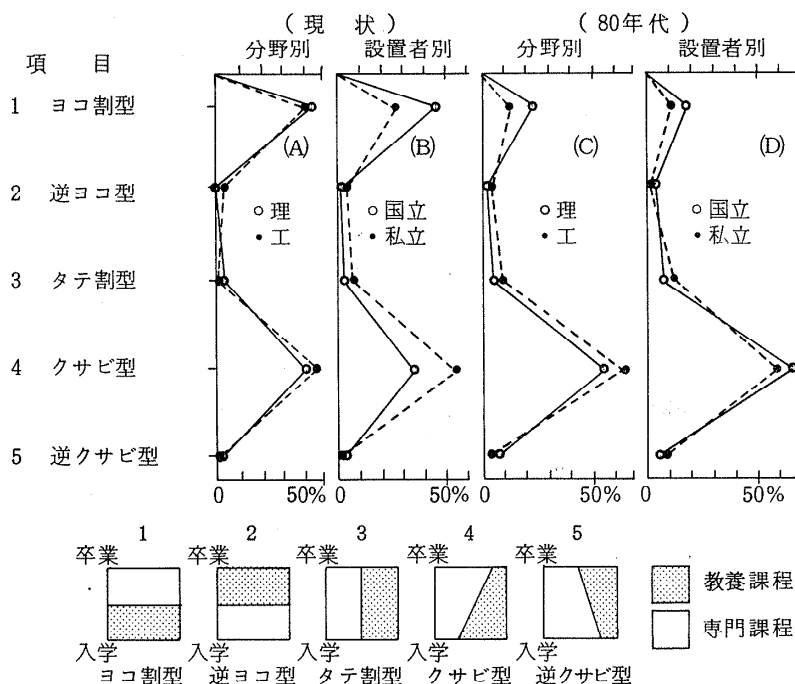 （現　状）　（80年代）
項　目　分野別　設置者別　分野別　設置者別
1　ヨコ割型
(A)　(B)　(C)　(D)
2　逆ヨコ型
○理　○国立　○理　○国立
●工　●私立　●工　●私立
3　タテ割型
4　クサビ型
5　逆クサビ型
0　50%　0　50%　0　50%　0　50%
1　2　3　4　5
卒業　卒業　卒業　卒業　卒業
教養課程
専門課程
入学　入学　入学　入学　入学
ヨコ割型　逆ヨコ型　タテ割型　クサビ型　逆クサビ型